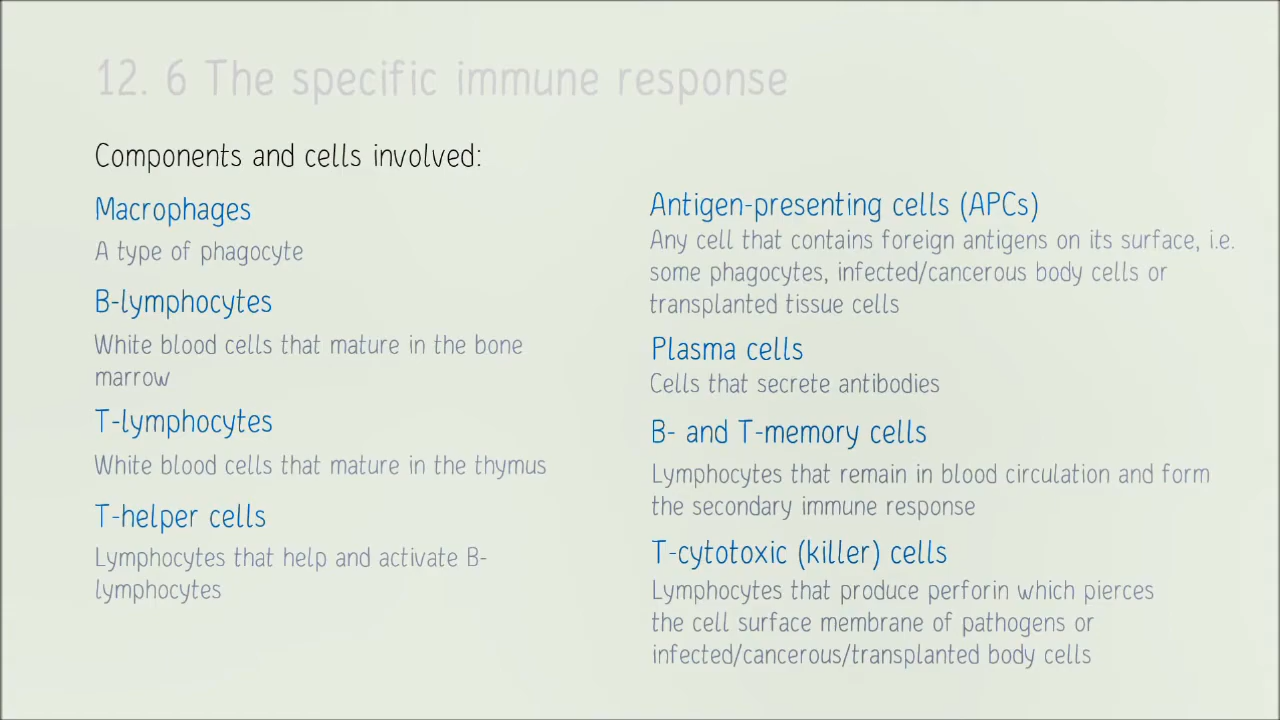 12. 6 The specific immune response
Components and cells involved:
Macrophages
A type of phagocyte
B-lymphocytes
White blood cells that mature in the bone
marrow
T-lymphocytes
White blood cells that mature in the thymus
T-helper cells
Lymphocytes that help and activate B-
lymphocytes
Antigen-presenting cells (APCs)
Any cell that contains foreign antigens on its surface, i.e.
some phagocytes, infected/cancerous body cells or
transplanted tissue cells
Plasma cells
Cells that secrete antibodies
B- and T-memory cells
Lymphocytes that remain in blood circulation and form
the secondary immune response
T-cytotoxic (killer) cells
Lymphocytes that produce perforin which pierces
the cell surface membrane of pathogens or
infected/cancerous/transplanted body cells